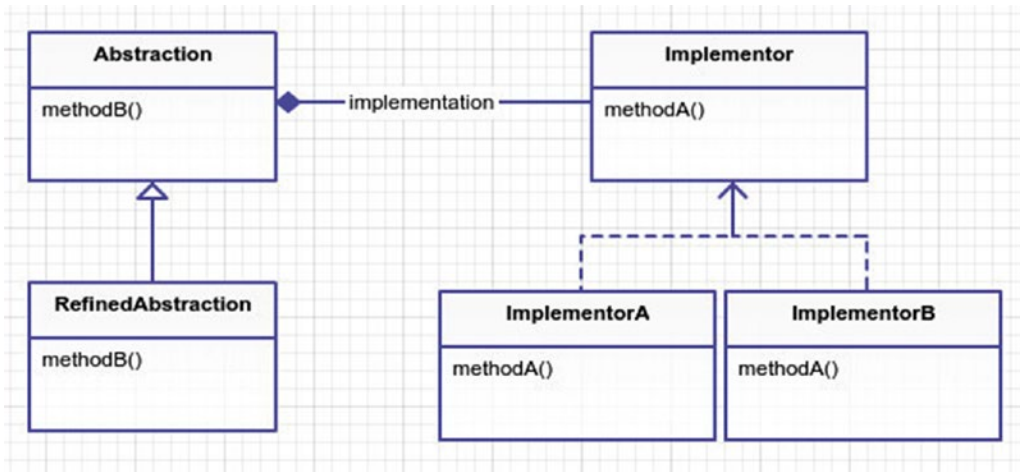 Abstraction
methodB()
implementation
Implementor
methodA()
RefinedAbstraction
methodB()
ImplementorA
methodA()
ImplementorB
methodA()